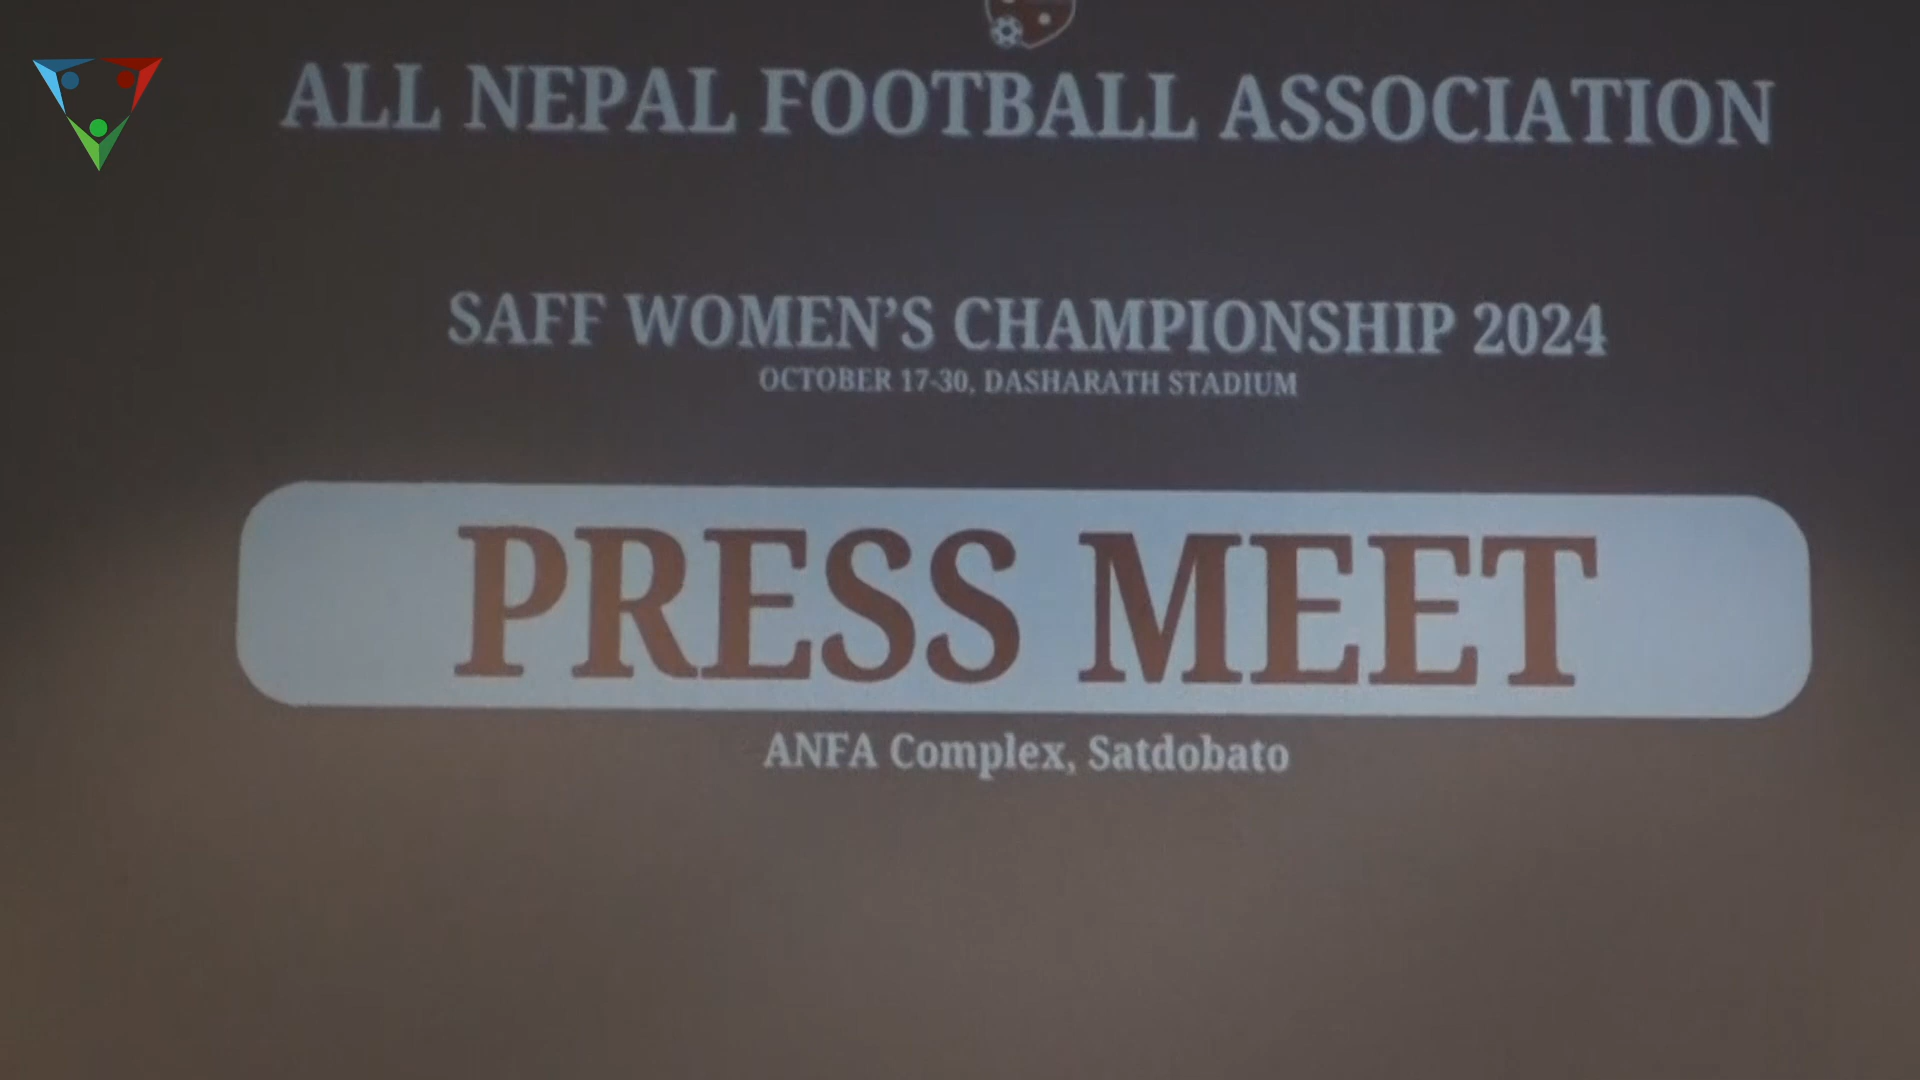 ALL NEPAL FOOTBALL ASSOCIATION
SAFF WOMEN'S CHAMPIONSHIP 2024
OCTOBER 17-30, DASHARATH STADIUM
PRESS MEET
ANFA Complex, Satdobato